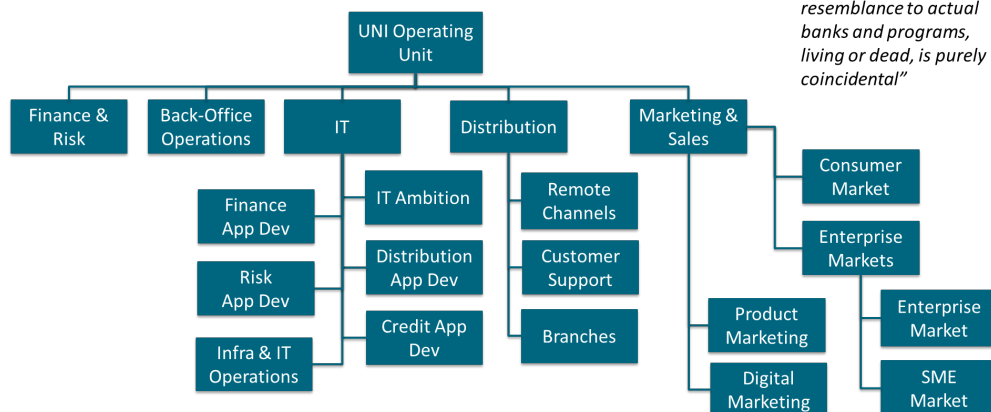 resemblance to actual
banks and programs,
living or dead, is purely
coincidental”
UNI Operating
Unit
Finance &
Risk
Back-Office
Operations
IT
Distribution
Marketing &
Sales
Consumer
Market
Enterprise
Markets
Enterprise
Market
SME
Market
Product
Marketing
Digital
Marketing
Remote
Channels
Customer
Support
Branches
IT Ambition
Distribution
App Dev
Credit App
Dev
Finance
App Dev
Risk
App Dev
Infra & IT
Operations